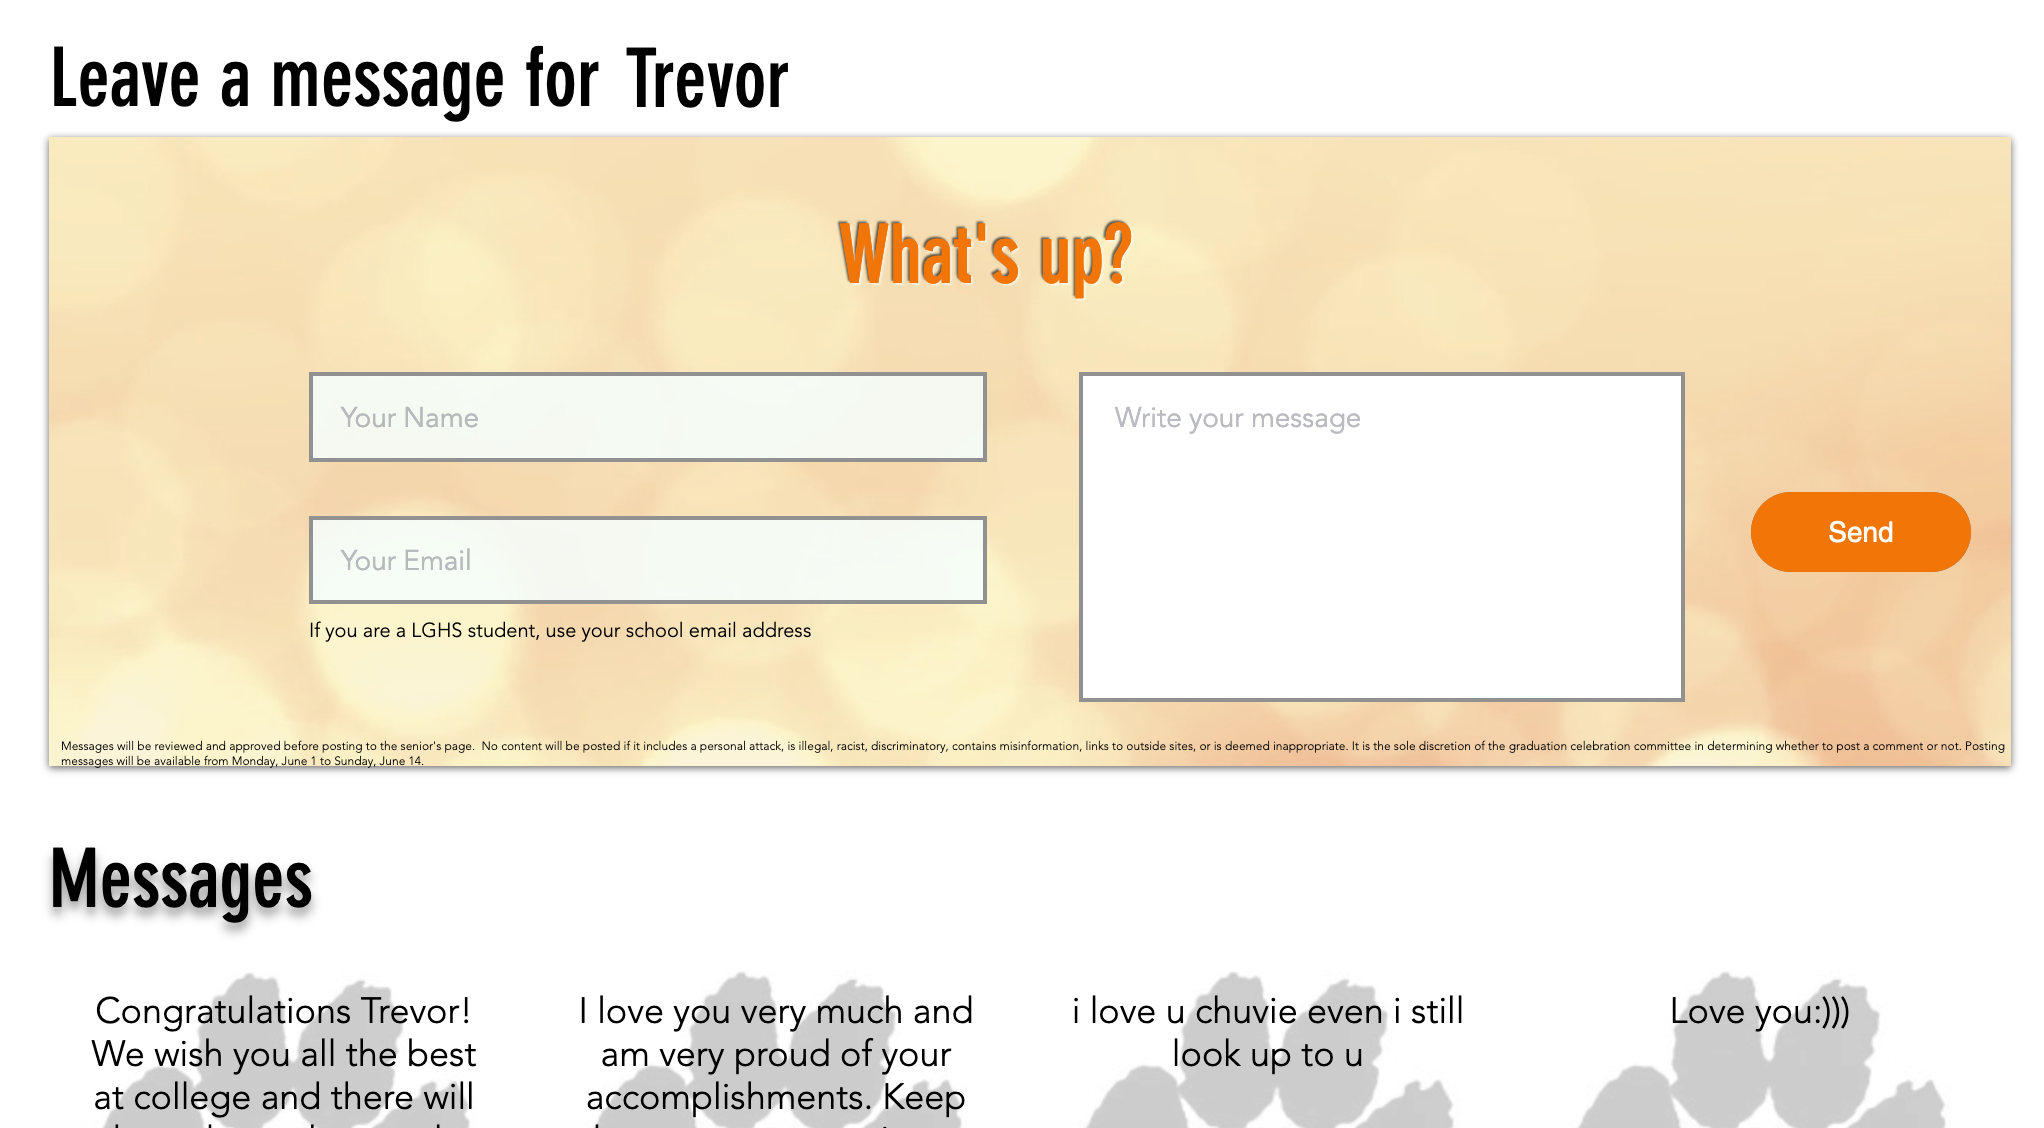 Leave a message for Trevor
What's up?
Your Name
Write your message
Send
Your Email
If you are a LGHS student, use your school email address
Messages will be reviewed and approved before posting to the senior's page.  No content will be posted if it includes a personal attack, is illegal, racist, discriminatory, contains misinformation, links to outside sites, or is deemed inappropriate. It is the sole discretion of the graduation celebration committee in determining whether to post a comment or not. Posting
messages will be available from Monday, June 1 to Sunday, June 14.
Messages
Congratulations Trevor!
We wish you all the best
at college and there will
I love you very much and
am very proud of your
accomplishments. Keep
i love u chuvie even i still
look up to u
Love you:)))